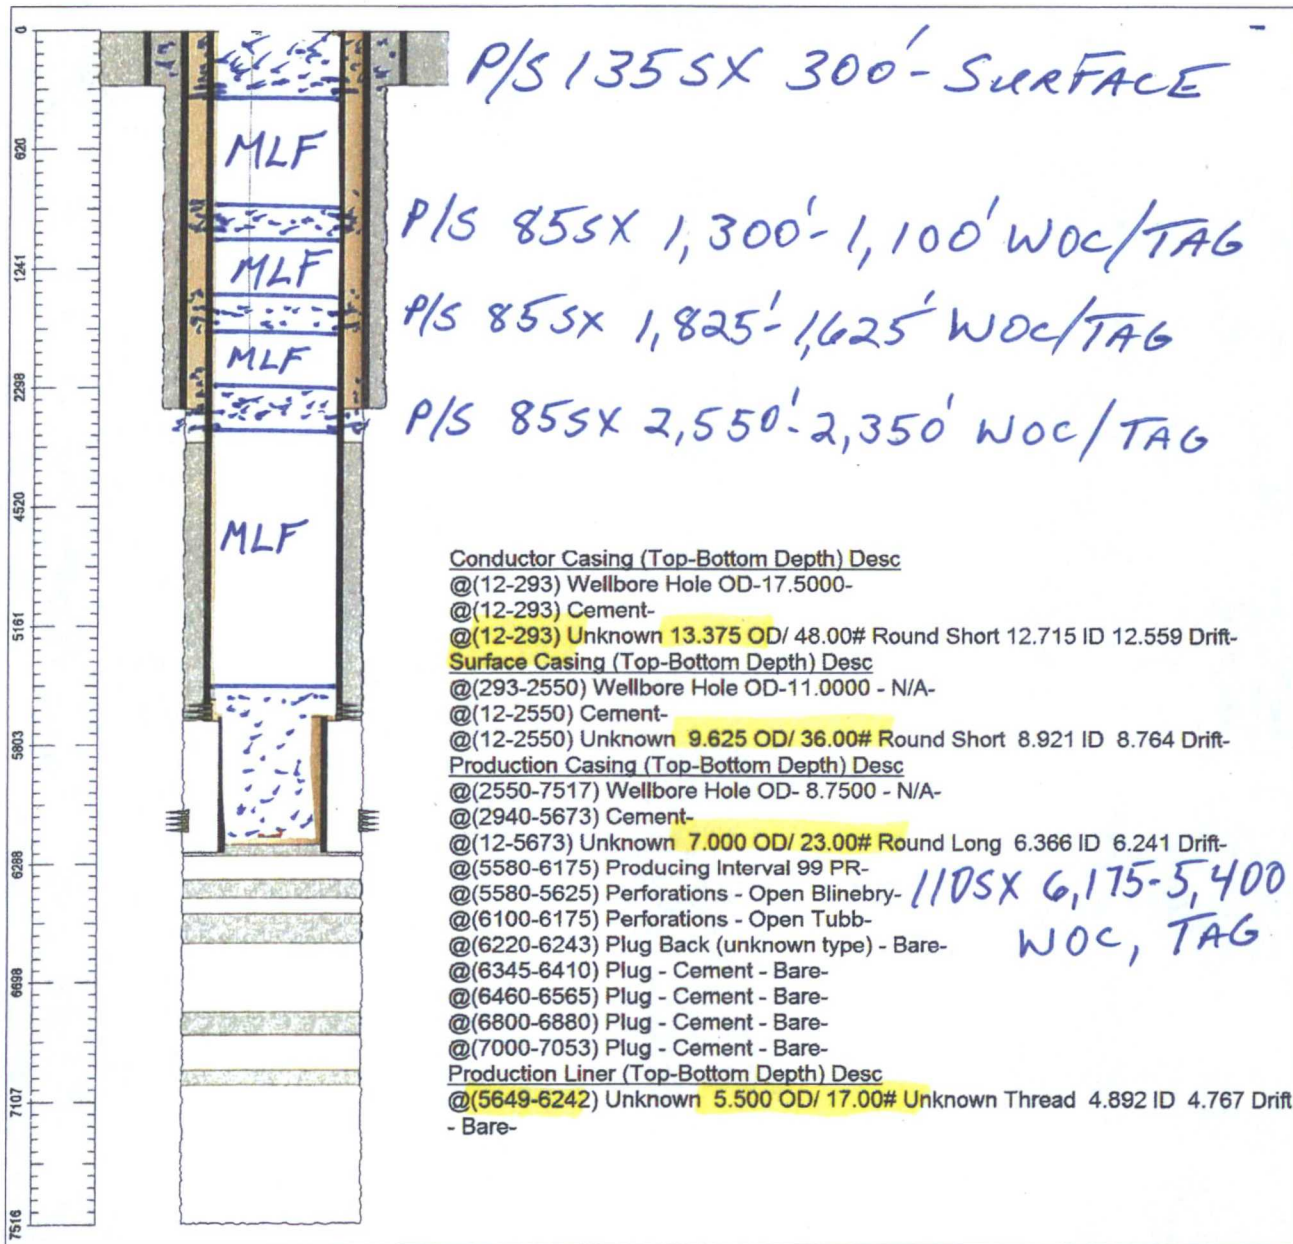 P/S 135 SX 300'- SURFACE
MLF
P/S 85SX 1,300'- 1,100' WOC/TAG
MLF
P/S 85SX 1,825'- 1,625' WOC/TAG
MLF
P/S 85SX 2,550'- 2,350' WOC/TAG
MLF
0
620
1241
2298
4520
5161
5803
6288
6698
7107
7516
Conductor Casing (Top-Bottom Depth) Desc
@(12-293) Wellbore Hole OD-17.5000-
@(12-293) Cement-
@(12-293) Unknown 13.375 OD/ 48.00# Round Short 12.715 ID 12.559 Drift-
Surface Casing (Top-Bottom Depth) Desc
@(293-2550) Wellbore Hole OD-11.0000 - N/A-
@(12-2550) Cement-
@(12-2550) Unknown 9.625 OD/ 36.00# Round Short 8.921 ID 8.764 Drift-
Production Casing (Top-Bottom Depth) Desc
@(2550-7517) Wellbore Hole OD- 8.7500 - N/A-
@(2940-5673) Cement-
@(12-5673) Unknown 7.000 OD/ 23.00# Round Long 6.366 ID 6.241 Drift-
@(5580-6175) Producing Interval 99 PR-
@(5580-5625) Perforations - Open Blinebry-
110SX 6,175-5,400
@(6100-6175) Perforations - Open Tubb-
@(6220-6243) Plug Back (unknown type) - Bare-
WOC, TAG
@(6345-6410) Plug - Cement - Bare-
@(6460-6565) Plug - Cement - Bare-
@(6800-6880) Plug - Cement - Bare-
@(7000-7053) Plug - Cement - Bare-
Production Liner (Top-Bottom Depth) Desc
@(5649-6242) Unknown 5.500 OD/ 17.00# Unknown Thread 4.892 ID 4.767 Drift
- Bare-